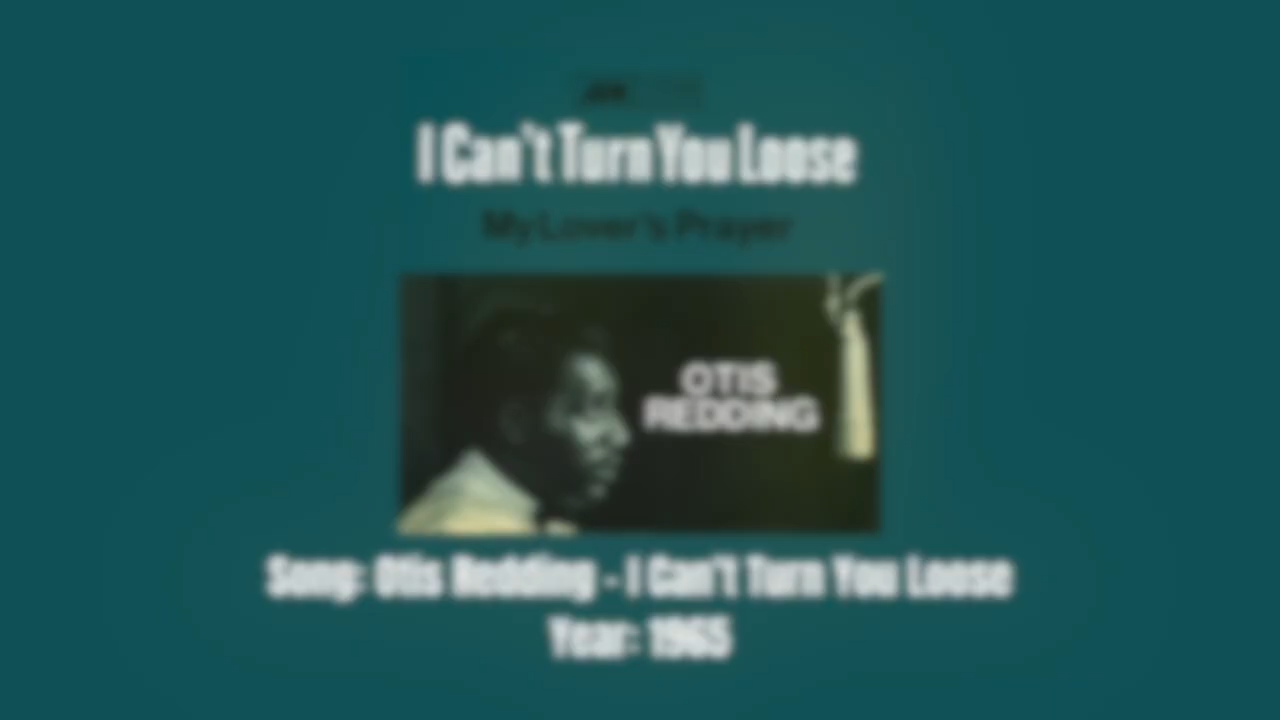 I Can't Turn You Loose
My Lover's Prayer
OTIS
REDDING
Song: Otis Redding - I Can't Turn You Loose
Year: 1965